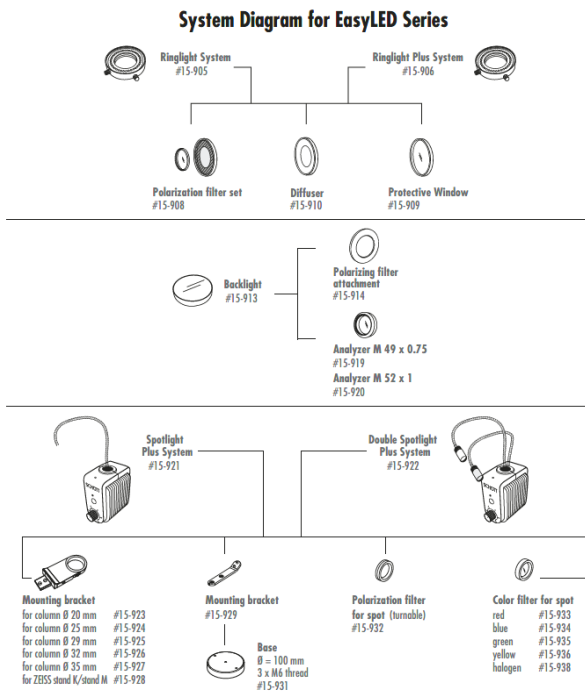 System Diagram for EasyLED Series
Ringlight System
#15-905
Ringlight Plus System
#15-906
Polarization filter set
#15-908
Diffuser
#15-910
Protective Window
#15-909
Backlight
#15-913
Polarizing filter
attachment
#15-914
Analyzer M 49 x 0.75
#15-919
Analyzer M 52 x 1
#15-920
Spotlight
Plus System
#15-921
Double Spotlight
Plus System
#15-922
SCHOTT
SCHOTT
Mounting bracket
for column Ø 20 mm #15-923
for column Ø 25 mm #15-924
for column Ø 29 mm #15-925
for column Ø 32 mm #15-926
for column Ø 35 mm #15-927
for ZEISS stand K/stand M #15-928
Mounting bracket
#15-929
Base
Ø = 100 mm
3 x M6 thread
#15-931
Polarization filter
for spot (turnable)
#15-932
Color filter for spot
red #15-933
blue #15-934
green #15-935
yellow #15-936
halogen #15-938